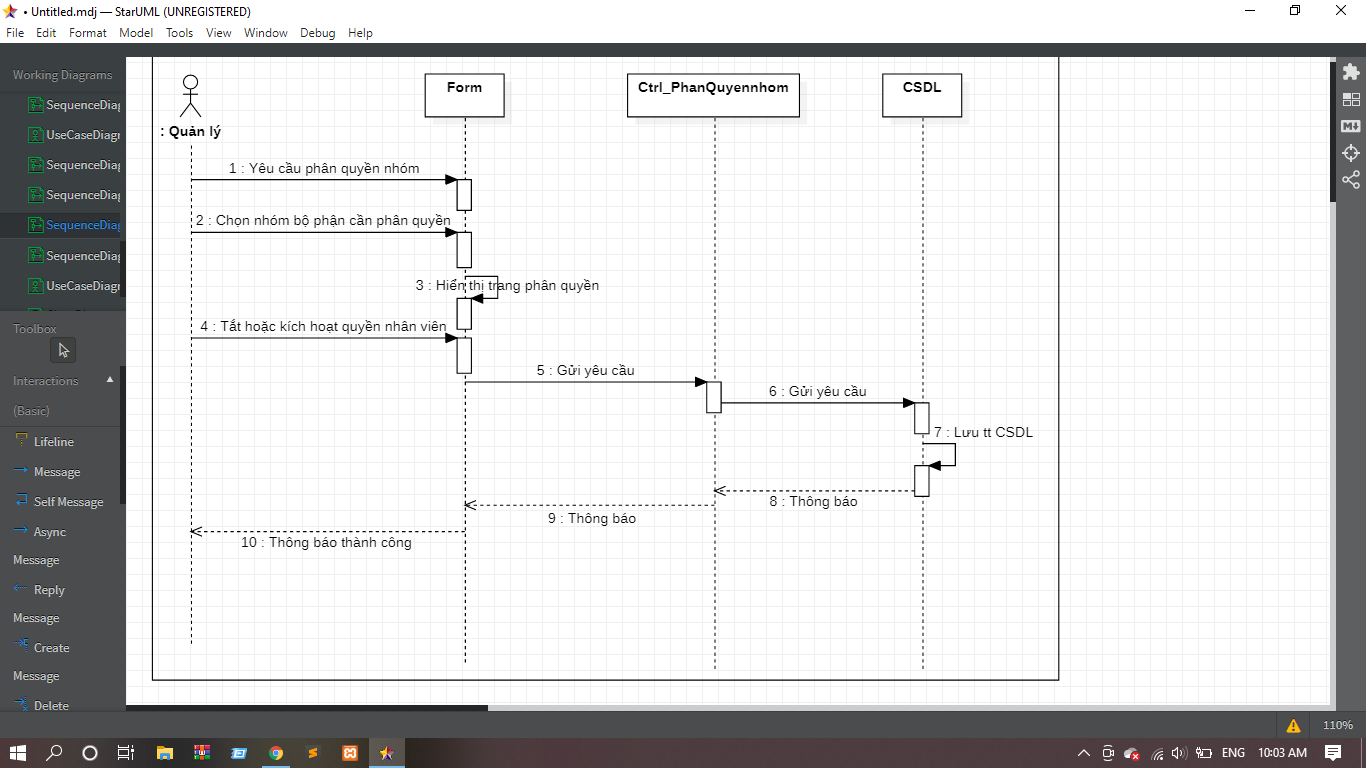 • Untitled.mdj — StarUML (UNREGISTERED)
File Edit Format Model Tools View Window Debug Help
Working Diagrams
SequenceDiag
UseCaseDiagr
SequenceDiag
SequenceDiag
SequenceDiag
SequenceDiag
UseCaseDiagr
Toolbox
Interactions
(Basic)
Lifeline
Message
Self Message
Async
Message
Reply
Message
Create
Message
Delete
: Quản lý
Form
Ctrl_PhanQuyennhom
CSDL
1 : Yêu cầu phân quyền nhóm
2 : Chọn nhóm bộ phận cần phân quyền
3 : Hiển thị trang phân quyền
4 : Tắt hoặc kích hoạt quyền nhân viên
5 : Gửi yêu cầu
6 : Gửi yêu cầu
7 : Lưu tt CSDL
8 : Thông báo
9 : Thông báo
10 : Thông báo thành công
M
110%
ENG 10:03 AM